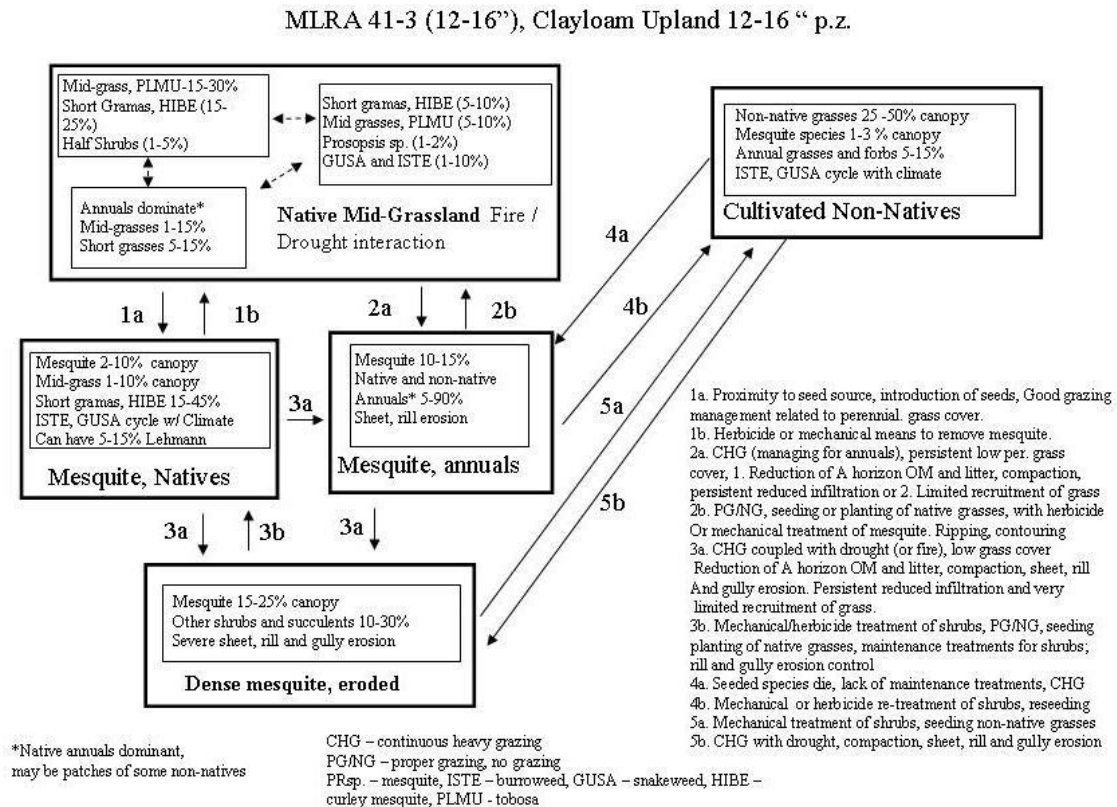 MLRA 41-3 (12-16”), Clayloam Upland 12-16 “ p.z.
Mid-grass, PLMU-15-30%
Short Gramas, HIBE (15-
25%)
Half Shrubs (1-5%)
Short gramas, HIBE (5-10%)
Mid grasses, PLMU (5-10%)
Prosopsis sp. (1-2%)
GUSA and ISTE (1-10%)
Annuals dominate*
Mid-grasses 1-15%
Short grasses 5-15%
Native Mid-Grassland Fire /
Drought interaction
Non-native grasses 25 -50% canopy
Mesquite species 1-3 % canopy
Annual grasses and forbs 5-15%
ISTE, GUSA cycle with climate
Cultivated Non-Natives
1a
1b
2a
2b
4a
4b
Mesquite 2-10% canopy
Mid-grass 1-10% canopy
Short gramas, HIBE 15-45%
ISTE, GUSA cycle w/ Climate
Can have 5-15% Lehmann
Mesquite, Natives
3a
Mesquite 10-15%
Native and non-native
Annuals* 5-90%
Sheet, rill erosion
Mesquite, annuals
5a
5b
3a
3b
3a
Mesquite 15-25% canopy
Other shrubs and succulents 10-30%
Severe sheet, rill and gully erosion
Dense mesquite, eroded
1a. Proximity to seed source, introduction of seeds, Good grazing
management related to perennial. grass cover.
1b. Herbicide or mechanical means to remove mesquite.
2a. CHG (managing for annuals), persistent low per. grass
cover, 1. Reduction of A horizon OM and litter, compaction,
persistent reduced infiltration or 2. Limited recruitment of grass
2b. PG/NG, seeding or planting of native grasses, with herbicide
Or mechanical treatment of mesquite. Ripping, contouring
3a. CHG coupled with drought (or fire), low grass cover
Reduction of A horizon OM and litter, compaction, sheet, rill
And gully erosion. Persistent reduced infiltration and very
limited recruitment of grass.
3b. Mechanical/herbicide treatment of shrubs, PG/NG, seeding
planting of native grasses, maintenance treatments for shrubs;
rill and gully erosion control
4a. Seeded species die, lack of maintenance treatments, CHG
4b. Mechanical or herbicide re-treatment of shrubs, reseeding
5a. Mechanical treatment of shrubs, seeding non-native grasses
5b. CHG with drought, compaction, sheet, rill and gully erosion
*Native annuals dominant,
may be patches of some non-natives
CHG – continuous heavy grazing
PG/NG – proper grazing, no grazing
PRsp. – mesquite, ISTE – burroweed, GUSA – snakeweed, HIBE –
curley mesquite, PLMU - tobosa